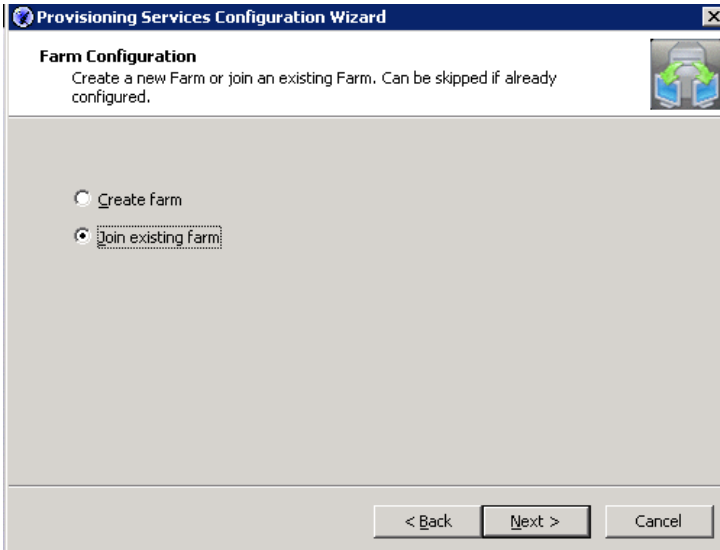 Provisioning Services Configuration Wizard
Farm Configuration
Create a new Farm or join an existing Farm. Can be skipped if already
configured.
Create farm
Join existing farm
< Back Next > Cancel